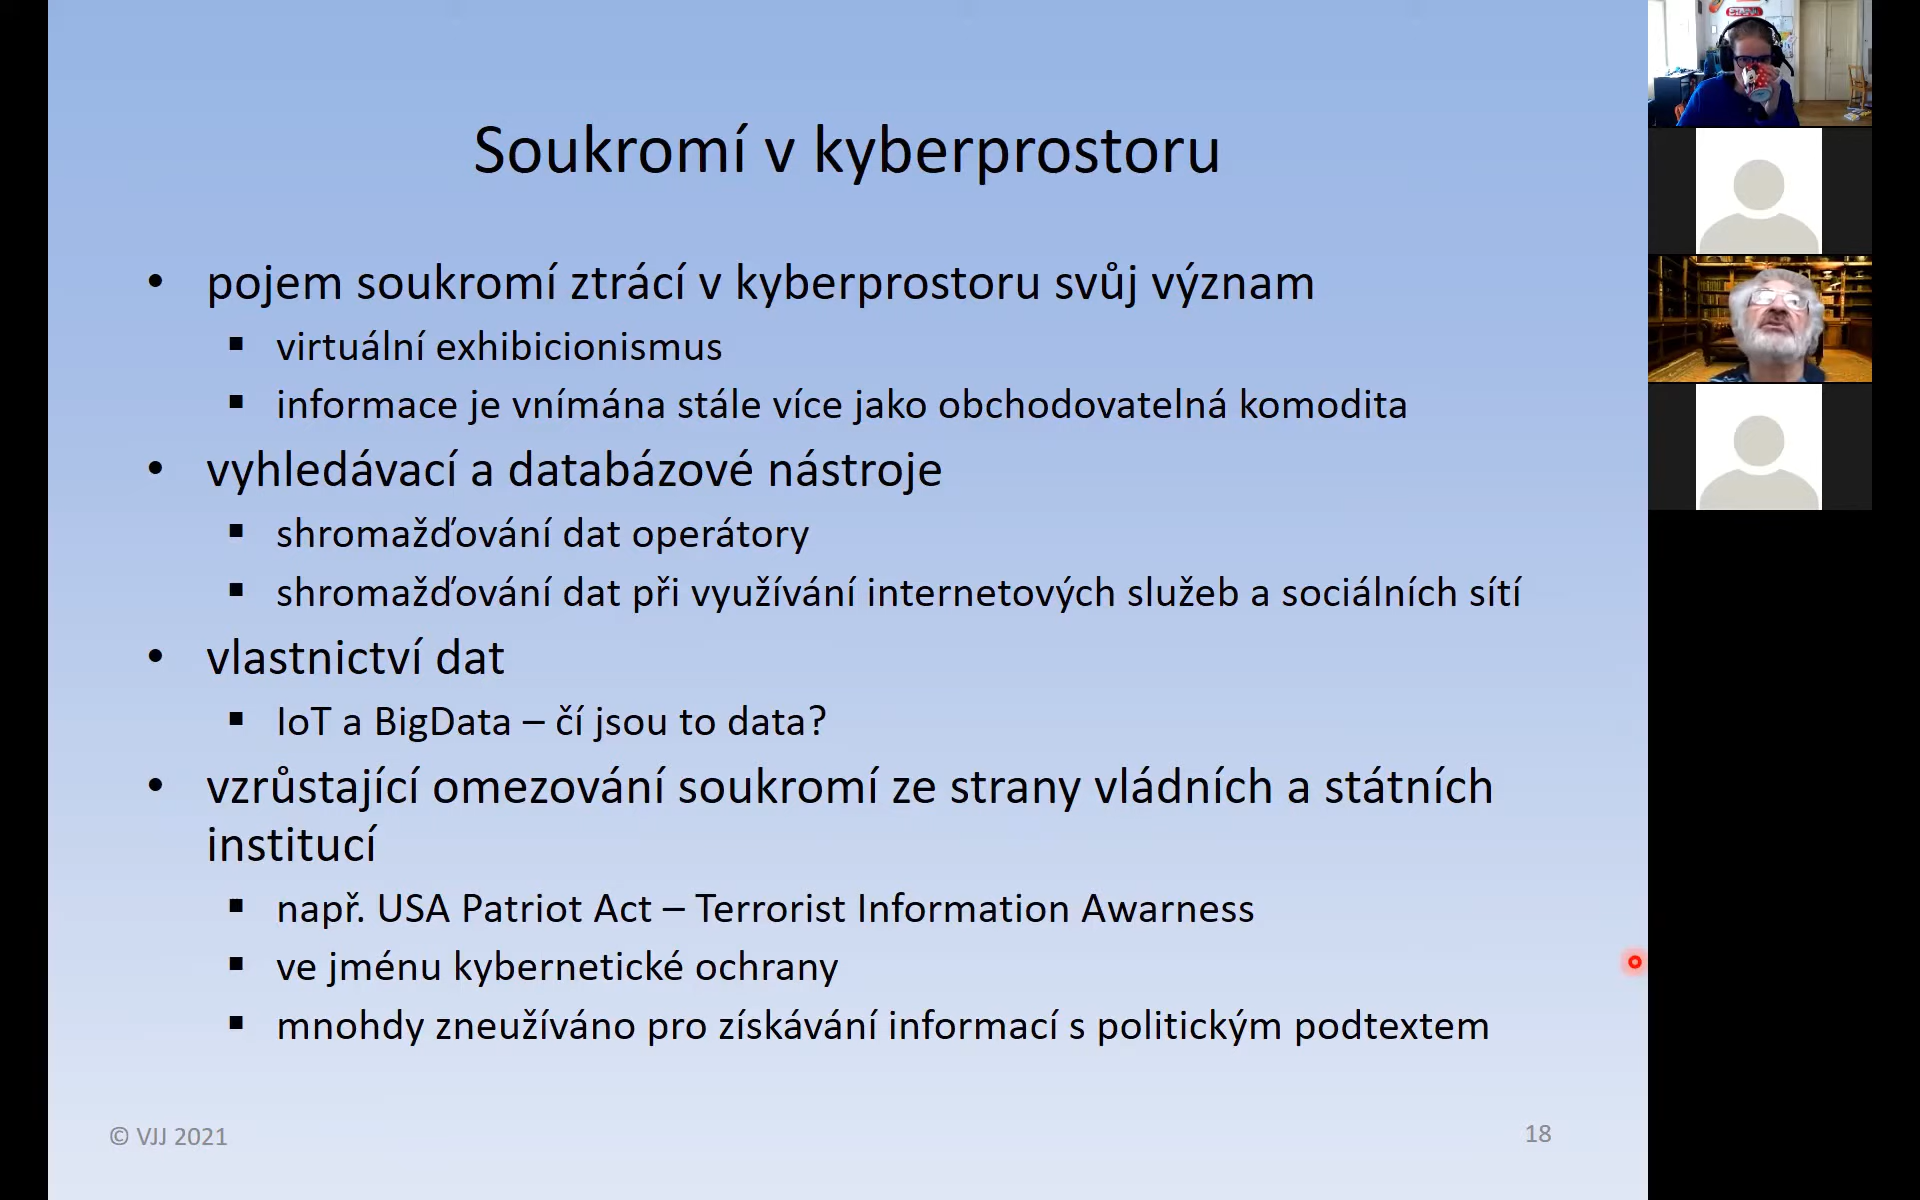 Soukromí v kyberprostoru
• pojem soukromí ztrácí v kyberprostoru svůj význam
▪ virtuální exhibicionismus
▪ informace je vnímána stále více jako obchodovatelná komodita
• vyhledávací a databázové nástroje
▪ shromažďování dat operátory
▪ shromažďování dat při využívání internetových služeb a sociálních sítí
• vlastnictví dat
▪ IoT a BigData – čí jsou to data?
• vzrůstající omezování soukromí ze strany vládních a státních
institucí
▪ např. USA Patriot Act – Terrorist Information Awarness
▪ ve jménu kybernetické ochrany
▪ mnohdy zneužíváno pro získávání informací s politickým podtextem
© VJJ 2021
18